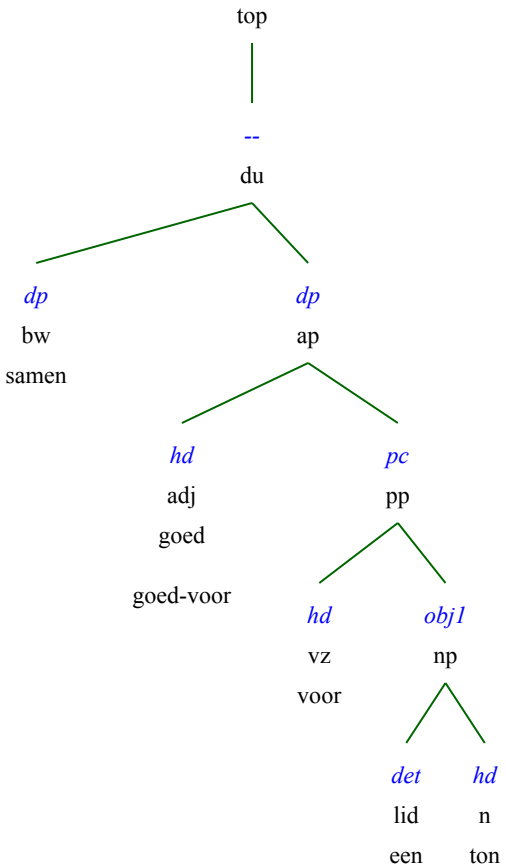 top
--
du
dp dp
bw ap
samen
hd pc
adj pp
goed
goed-voor
hd obj1
vz np
voor
det hd
lid n
een ton